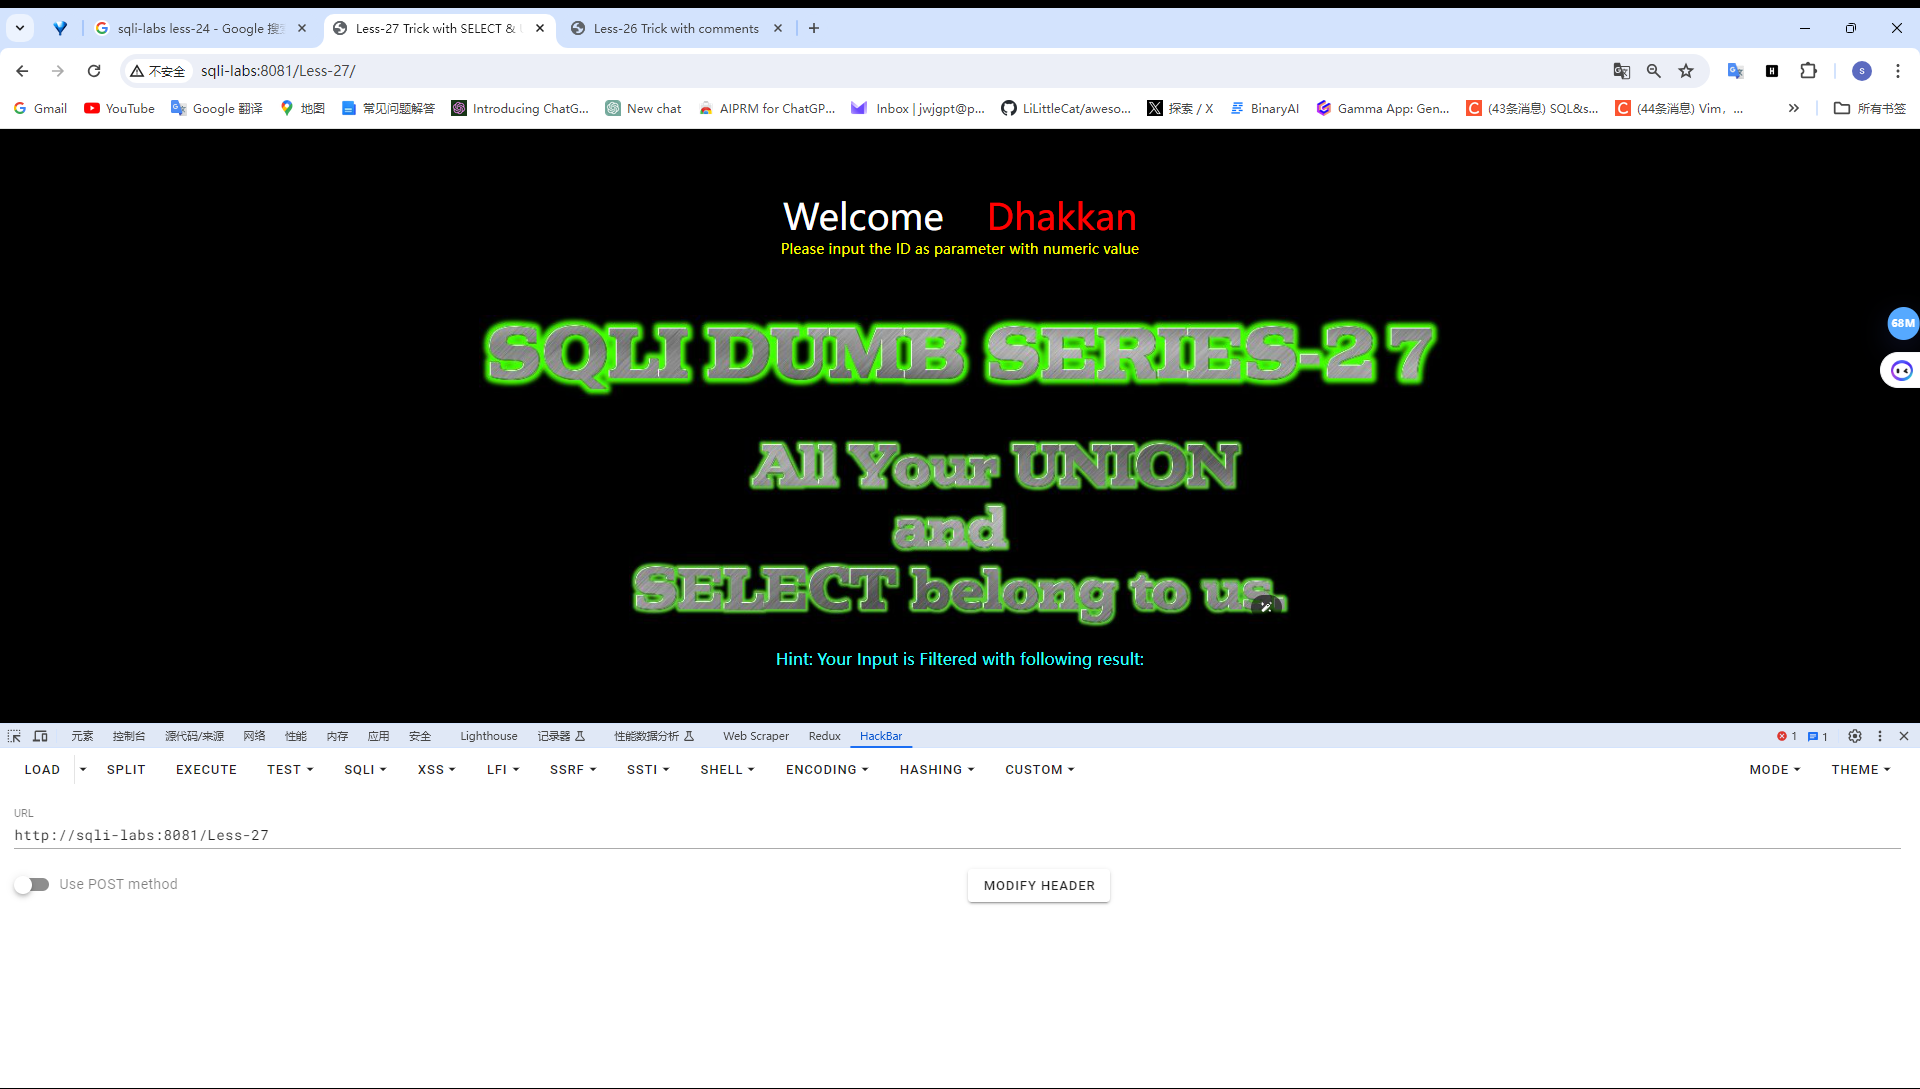 sqli-labs less-24 - Google 搜
Less-27 Trick with SELECT &
Less-26 Trick with comments
不安全
sqli-labs:8081/Less-27/
S
Gmail
YouTube
Google 翻译
地图
常见问题解答
Introducing ChatG...
New chat
AIPRM for ChatGP...
Inbox | jwjgpt@p...
LiLittleCat/aweso...
探索 / X
BinaryAI
Gamma App: Gen...
(43条消息) SQL&s...
(44条消息) Vim, ...
所有书签
Welcome Dhakkan
Please input the ID as parameter with numeric value
68M
SQLI DUMB SERIES-27
All Your UNION
and
SELECT belong to us.
Hint: Your Input is Filtered with following result:
元素 控制台 源代码/来源 网络 性能 内存 应用 安全 Lighthouse 记录器 性能数据分析 Web Scraper Redux HackBar 1 1
LOAD SPLIT EXECUTE TEST SQLI XSS LFI SSRF SSTI SHELL ENCODING HASHING CUSTOM MODE THEME
URL
http://sqli-labs:8081/Less-27
Use POST method
MODIFY HEADER